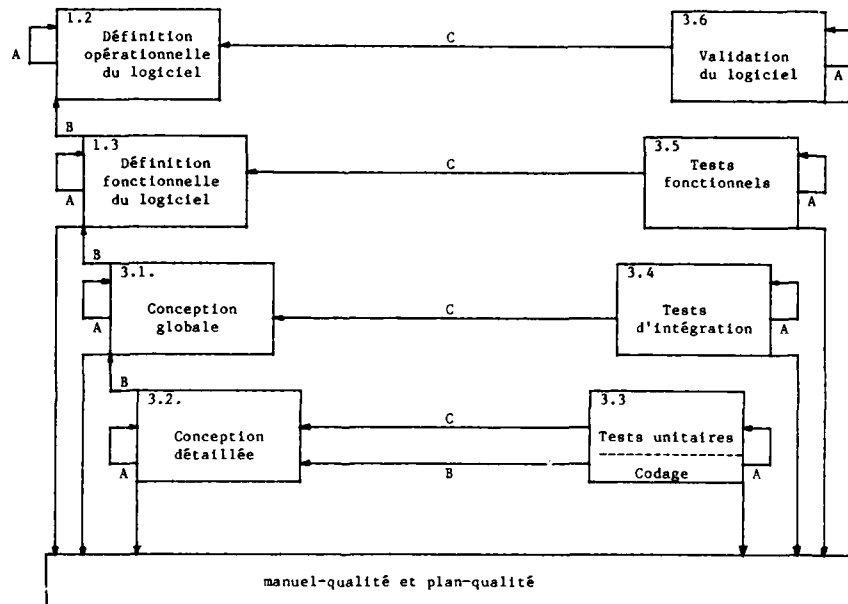 1.2
Définition
opérationnelle
du logiciel
A
C
3.6
Validation
du logiciel
A
B
1.3
Définition
fonctionnelle
du logiciel
A
C
3.5
Tests
fonctionnels
A
B
3.1.
Conception
globale
A
C
3.4
Tests
d'intégration
A
B
3.2.
Conception
détaillée
A
C
B
3.3
Tests unitaires
Codage
A
manuel-qualité et plan-qualité